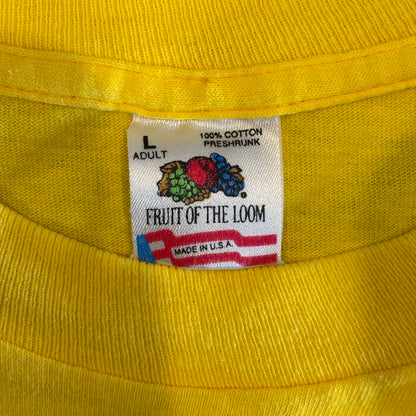 L
ADULT
100% COTTON
PRESHRUNK
FRUIT OF THE LOOM
®
MADE IN U.S.A.